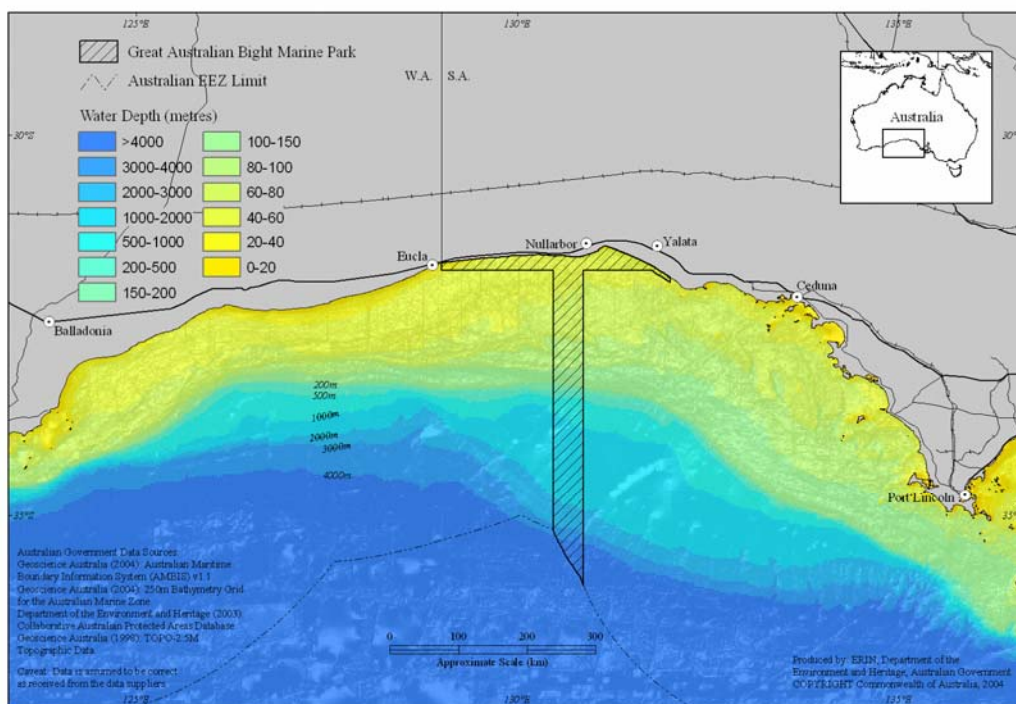 125°E
130°E
135°E
Great Australian Bight Marine Park
Australian EEZ Limit
W.A.
S.A.
Water Depth (metres)
>4000
3000-4000
2000-3000
1000-2000
500-1000
200-500
150-200
100-150
80-100
60-80
40-60
20-40
0-20
Australia
30°S
30°S
Eucla
Nullarbor
Yalata
Ceduna
Balladonia
200m
500m
1000m
2000m
3000m
4000m
Port Lincoln
35°S
35°S
Australian Government Data Sources:
Geoscience Australia (2004): Australian Maritime
Boundary Information System (AMBIS) v1.1
Geoscience Australia (2004): 250m Bathymetry Grid
for the Australian Marine Zone
Department of the Environment and Heritage (2003):
Collaborative Australian Protected Areas Database
Geoscience Australia (1998): TOPO-2.5M
Topographic Data
Caveat: Data is assumed to be correct
as received from the data suppliers
0 100 200 300
Approximate Scale (km)
Produced by: ERIN, Department of the
Environment and Heritage, Australian Government
COPYRIGHT Commonwealth of Australia, 2004
125°E
130°E
135°E